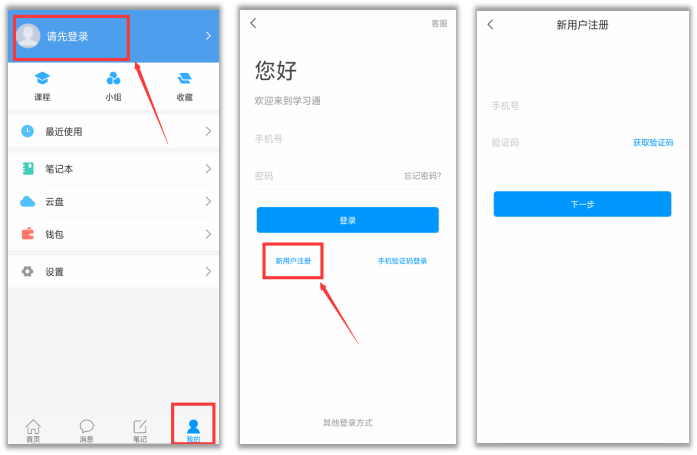 请先登录
课程
小组
收藏
最近使用
笔记本
云盘
钱包
设置
首页
消息
笔记
我的
客服
您好
欢迎来到学习通
手机号
密码
忘记密码?
登录
新用户注册
手机验证码登录
其他登录方式
新用户注册
手机号
验证码
获取验证码
下一步